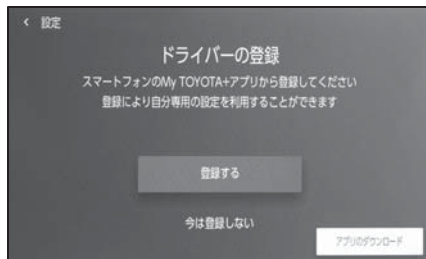 < 設定
ドライバーの登録
スマートフォンのMy TOYOTA+アプリから登録してください
登録により自分専用の設定を利用することができます
登録する
今は登録しない
アプリのダウンロード